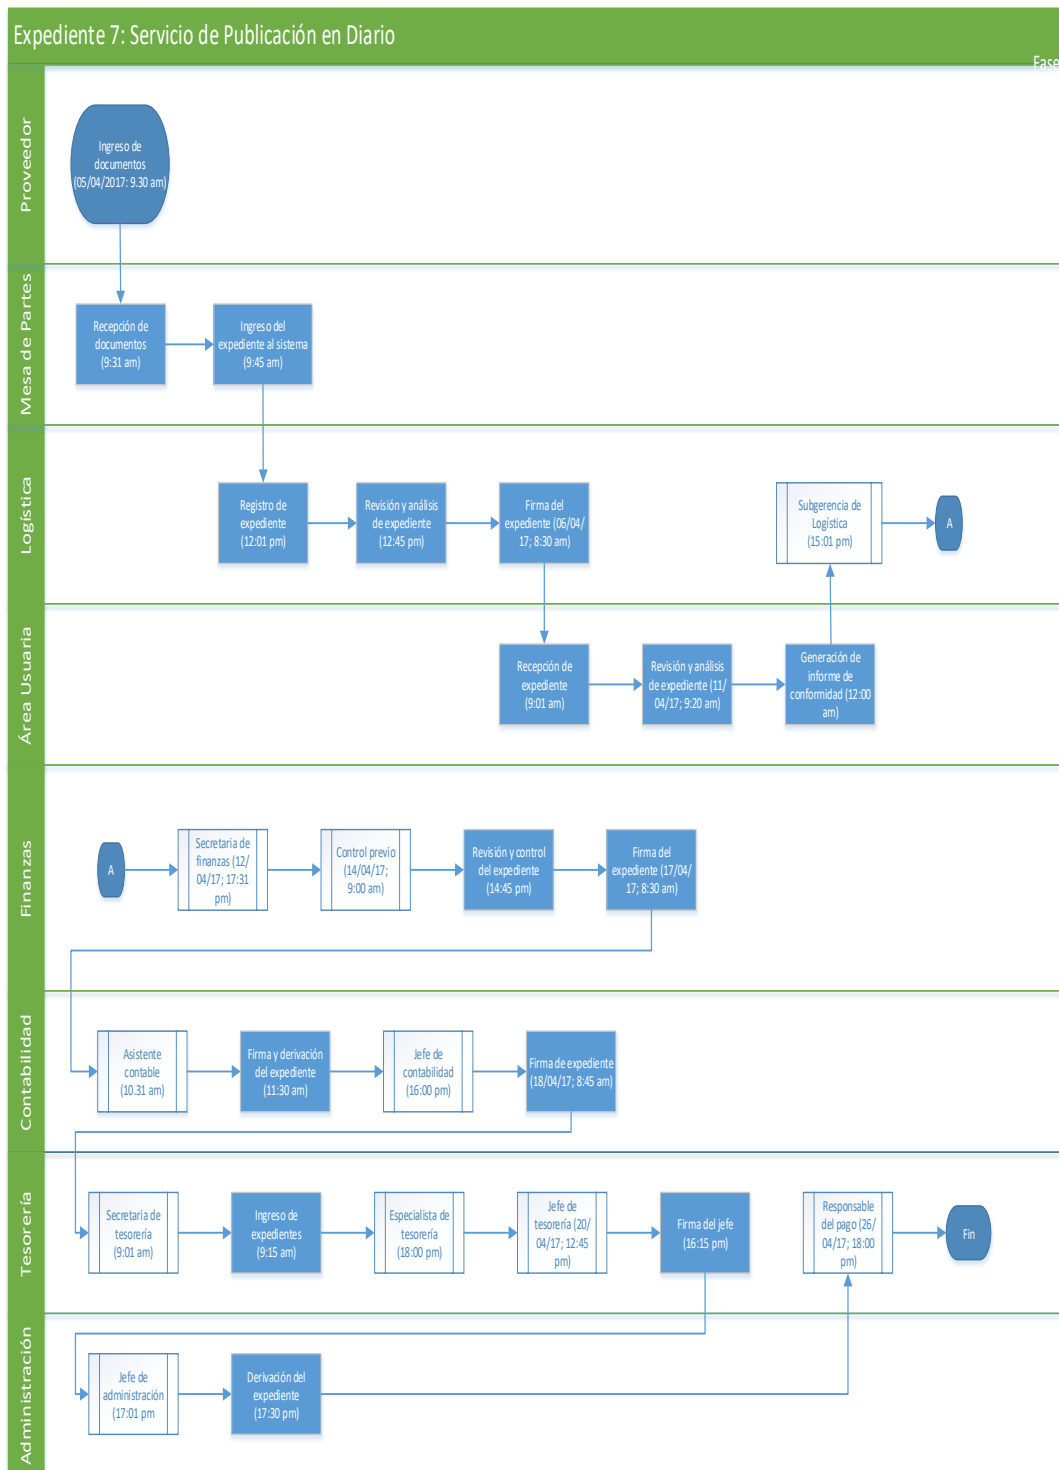 Expediente 7: Servicio de Publicación en Diario
Fase
Proveedor
Ingreso de
documentos
(05/04/2017: 9.30 am)
Mesa de Partes
Recepción de
documentos
(9:31 am)
Ingreso del
expediente al sistema
(9:45 am)
Logística
Registro de
expediente
(12:01 pm)
Revisión y análisis
de expediente
(12:45 pm)
Firma del
expediente (06/04/
17; 8:30 am)
Subgerencia de
Logística
(15:01 pm)
A
Área Usuaria
Recepción de
expediente
(9:01 am)
Revisión y análisis
de expediente (11/
04/17; 9:20 am)
Generación de
informe de
conformidad (12:00
am)
Finanzas
A
Secretaria de
finanzas (12/
04/17; 17:31
pm)
Control previo
(14/04/17;
9:00 am)
Revisión y control
del expediente
(14:45 pm)
Firma del
expediente (17/04/
17; 8:30 am)
Contabilidad
Asistente
contable
(10.31 am)
Firma y derivación
del expediente
(11:30 am)
Jefe de
contabilidad
(16:00 pm)
Firma de expediente
(18/04/17; 8:45 am)
Tesorería
Secretaria de
tesorería
(9:01 am)
Ingreso de
expedientes
(9:15 am)
Especialista de
tesorería
(18:00 pm)
Jefe de
tesorería (20/
04/17; 12:45
pm)
Firma del jefe
(16:15 pm)
Responsable
del pago (26/
04/17; 18:00
pm)
Fin
Administración
Jefe de
administración
(17:01 pm
Derivación del
expediente
(17:30 pm)